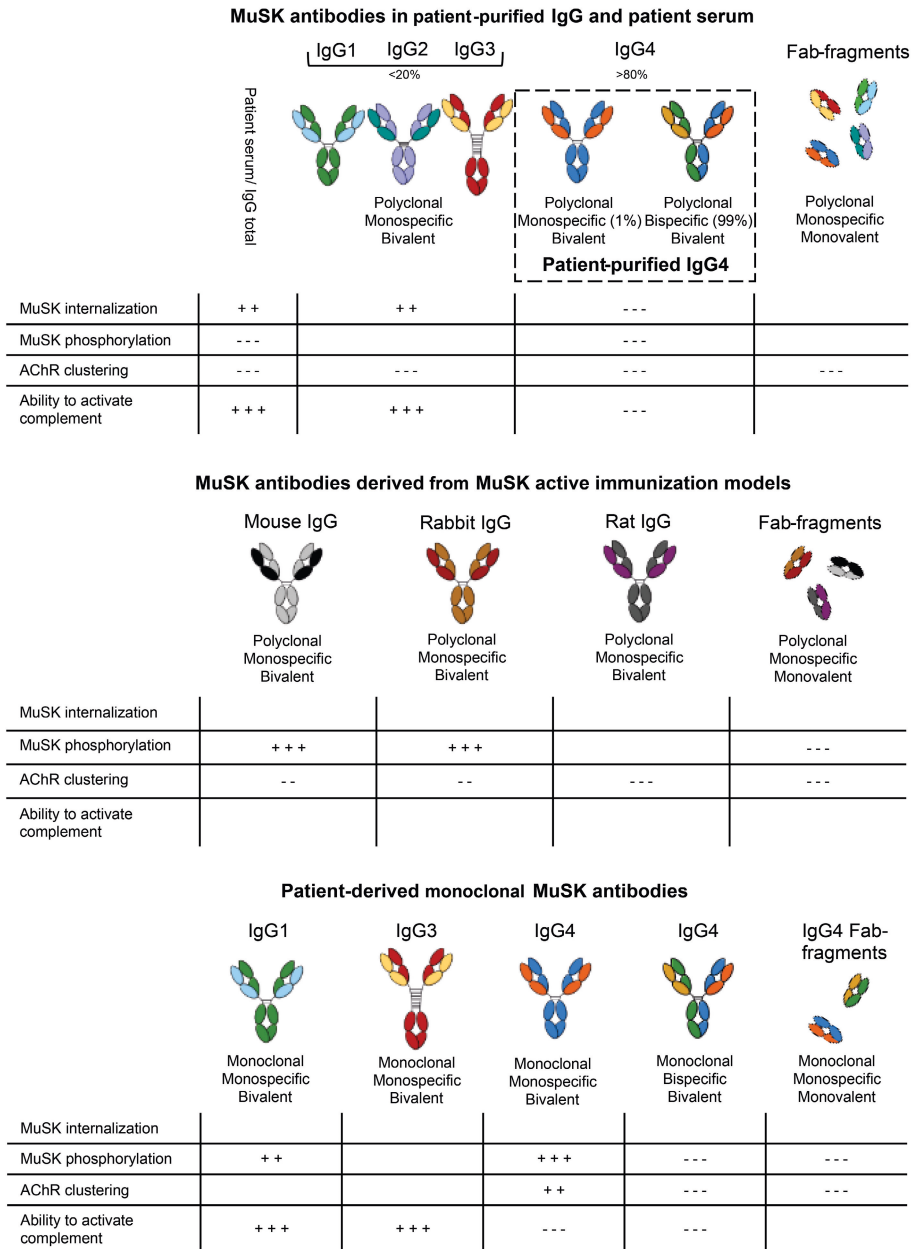 MuSK antibodies in patient-purified IgG and patient serum
IgG1 IgG2 IgG3 IgG4 Fab-fragments
<20% >80%
Patient serum/ IgG total
Polyclonal
Monospecific
Bivalent
Polyclonal
Monospecific (1%)
Bivalent
Polyclonal
Bispecific (99%)
Bivalent
Patient-purified IgG4
Polyclonal
Monospecific
Monovalent
MuSK internalization + + + + - - -
MuSK phosphorylation - - - - - -
AChR clustering - - - - - - - - - - - -
Ability to activate
complement + + + + + + - - -
MuSK antibodies derived from MuSK active immunization models
Mouse IgG Rabbit IgG Rat IgG Fab-fragments
Polyclonal
Monospecific
Bivalent
Polyclonal
Monospecific
Bivalent
Polyclonal
Monospecific
Bivalent
Polyclonal
Monospecific
Monovalent
MuSK internalization
MuSK phosphorylation + + + + + + - - -
AChR clustering - - - - - - - - - -
Ability to activate
complement
Patient-derived monoclonal MuSK antibodies
IgG1 IgG3 IgG4 IgG4 IgG4 Fab-
fragments
Monoclonal
Monospecific
Bivalent
Monoclonal
Monospecific
Bivalent
Monoclonal
Monospecific
Bivalent
Monoclonal
Bispecific
Bivalent
Monoclonal
Monospecific
Monovalent
MuSK internalization
MuSK phosphorylation + + + + + - - - - - -
AChR clustering + + - - - - - -
Ability to activate
complement + + + + + + - - - - - -